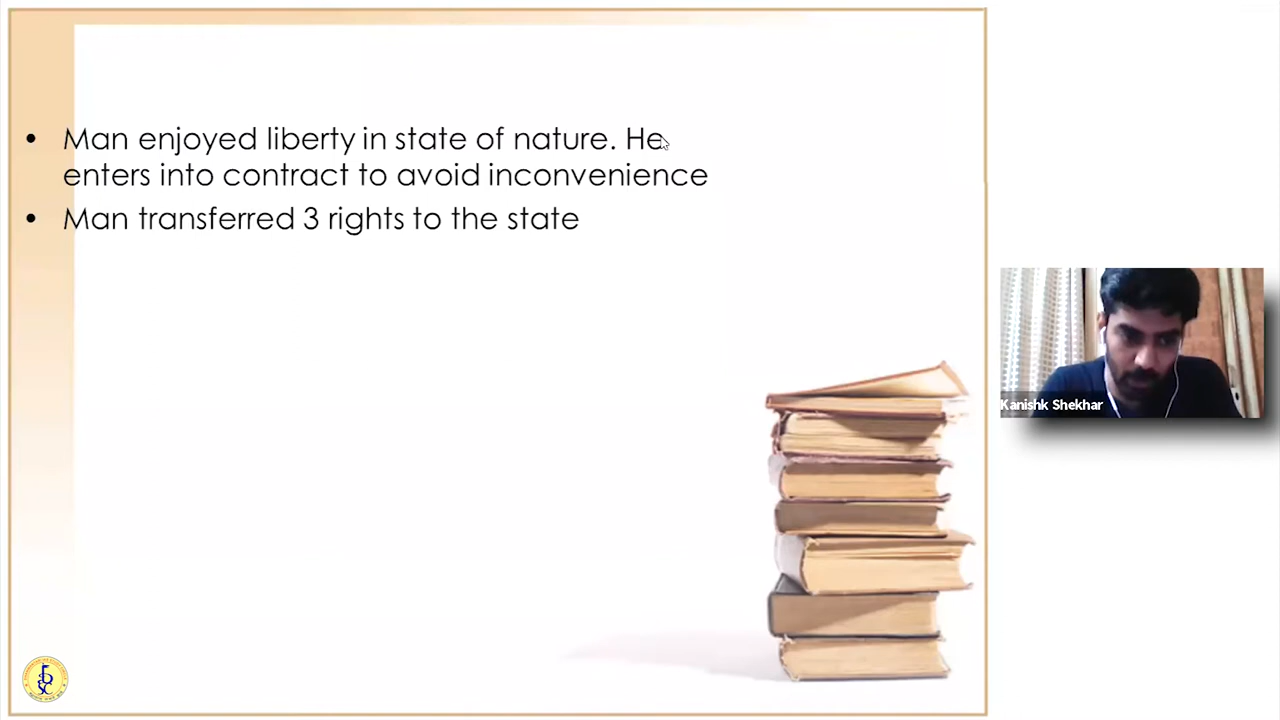 • Man enjoyed liberty in state of nature. He
enters into contract to avoid inconvenience
• Man transferred 3 rights to the state
Kanishk Shekhar